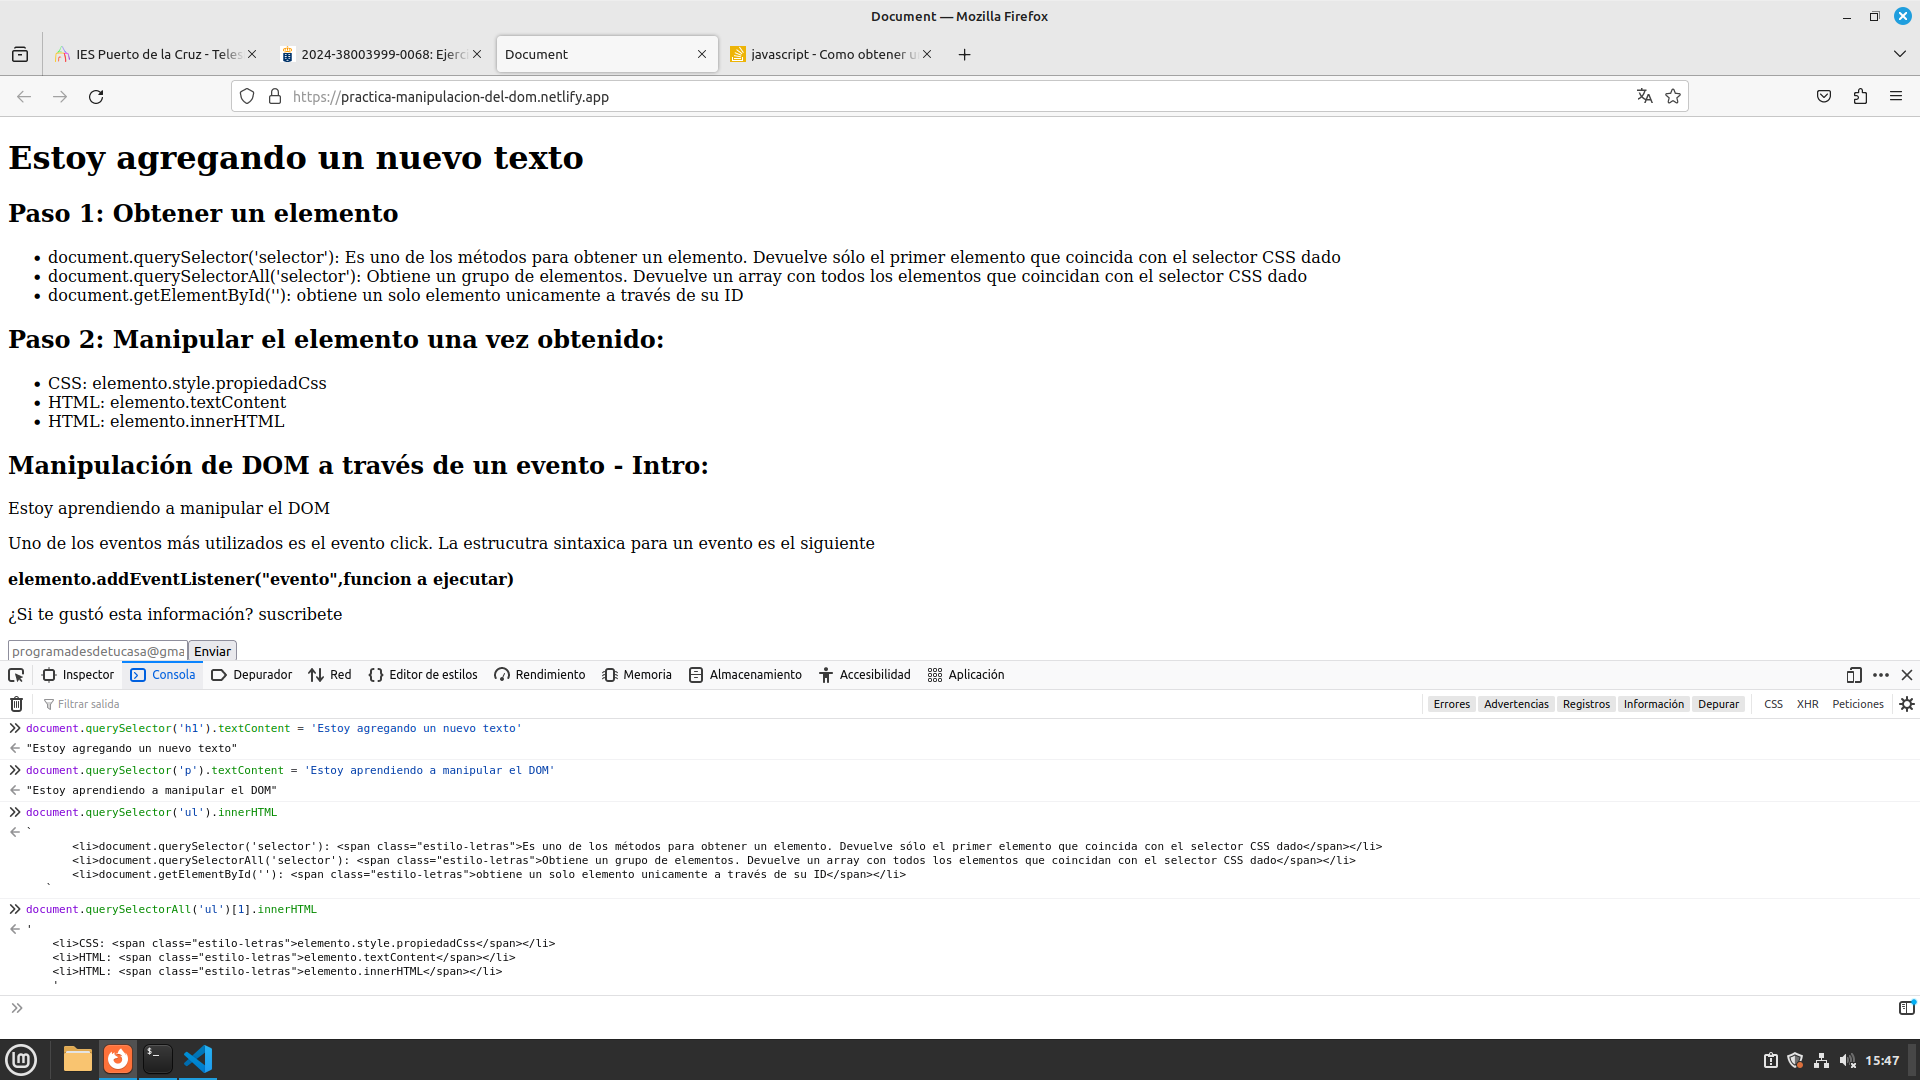 Document — Mozilla Firefox
IES Puerto de la Cruz - Teles
2024-38003999-0068: Ejerci
Document
javascript - Como obtener u
https://practica-manipulacion-del-dom.netlify.app
Estoy agregando un nuevo texto
Paso 1: Obtener un elemento
• document.querySelector('selector'): Es uno de los métodos para obtener un elemento. Devuelve sólo el primer elemento que coincida con el selector CSS dado
• document.querySelectorAll('selector'): Obtiene un grupo de elementos. Devuelve un array con todos los elementos que coincidan con el selector CSS dado
• document.getElementById(''): obtiene un solo elemento unicamente a través de su ID
Paso 2: Manipular el elemento una vez obtenido:
• CSS: elemento.style.propiedadCss
• HTML: elemento.textContent
• HTML: elemento.innerHTML
Manipulación de DOM a través de un evento - Intro:
Estoy aprendiendo a manipular el DOM
Uno de los eventos más utilizados es el evento click. La estrucutra sintaxica para un evento es el siguiente
elemento.addEventListener("evento",funcion a ejecutar)
¿Si te gustó esta información? suscribete
programadesdetucasa@gma Enviar
Inspector Consola Depurador Red Editor de estilos Rendimiento Memoria Almacenamiento Accesibilidad Aplicación
Filtrar salida Errores Advertencias Registros Información Depurar CSS XHR Peticiones
document.querySelector('h1').textContent = 'Estoy agregando un nuevo texto'
"Estoy agregando un nuevo texto"
document.querySelector('p').textContent = 'Estoy aprendiendo a manipular el DOM'
"Estoy aprendiendo a manipular el DOM"
document.querySelector('ul').innerHTML
`
<li>document.querySelector('selector'): <span class="estilo-letras">Es uno de los métodos para obtener un elemento. Devuelve sólo el primer elemento que coincida con el selector CSS dado</span></li>
<li>document.querySelectorAll('selector'): <span class="estilo-letras">Obtiene un grupo de elementos. Devuelve un array con todos los elementos que coincidan con el selector CSS dado</span></li>
<li>document.getElementById(''): <span class="estilo-letras">obtiene un solo elemento unicamente a través de su ID</span></li>
`
document.querySelectorAll('ul')[1].innerHTML
'
<li>CSS: <span class="estilo-letras">elemento.style.propiedadCss</span></li>
<li>HTML: <span class="estilo-letras">elemento.textContent</span></li>
<li>HTML: <span class="estilo-letras">elemento.innerHTML</span></li>
'
15:47